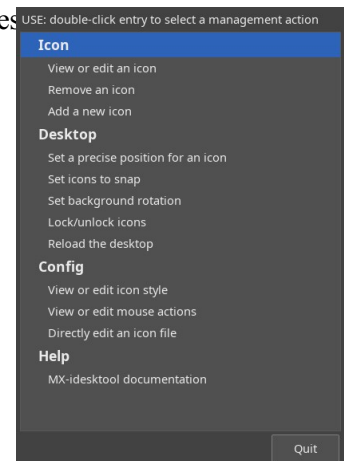 es
USE: double-click entry to select a management action
Icon
View or edit an icon
Remove an icon
Add a new icon
Desktop
Set a precise position for an icon
Set icons to snap
Set background rotation
Lock/unlock icons
Reload the desktop
Config
View or edit icon style
View or edit mouse actions
Directly edit an icon file
Help
MX-idesktool documentation
Quit